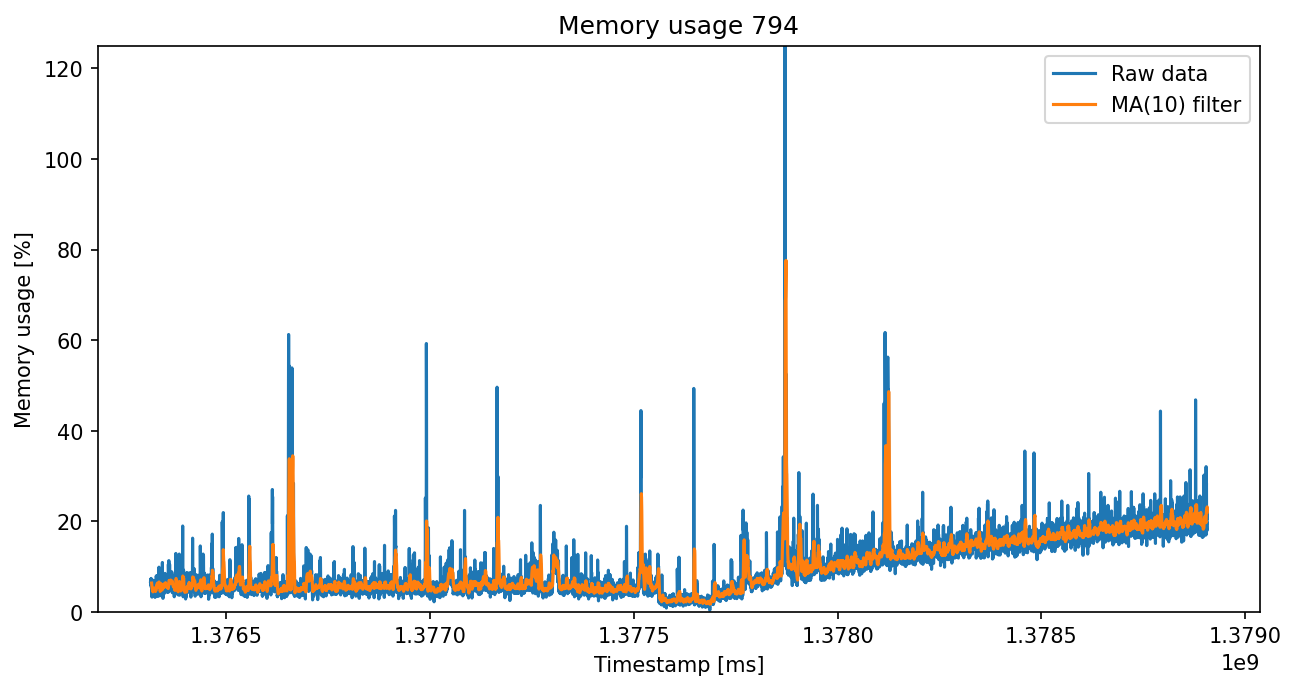 Memory usage 794
Raw data
MA(10) filter
Memory usage [%]
120
100
80
60
40
20
0
1.3765
1.3770
1.3775
1.3780
1.3785
1.3790
1e9
Timestamp [ms]